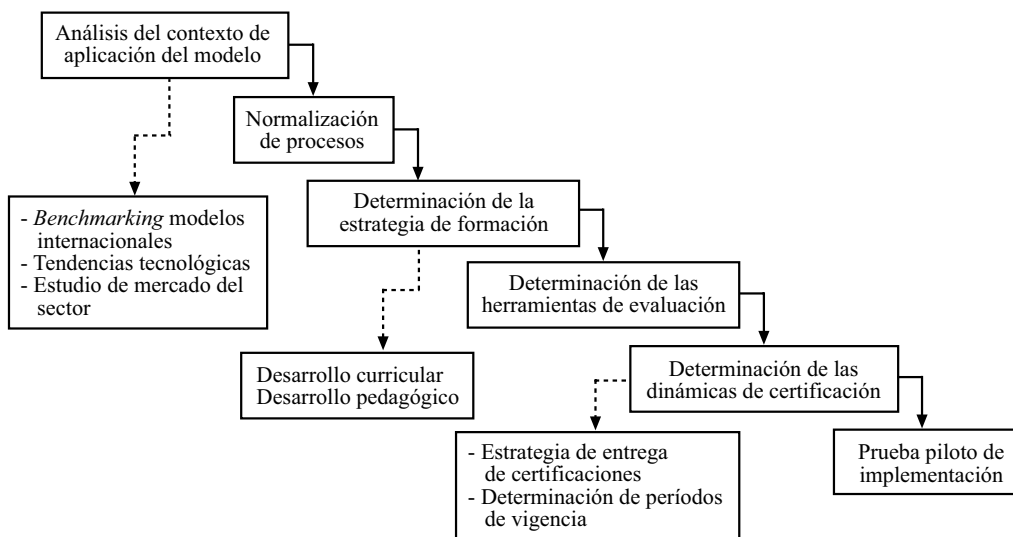 Análisis del contexto de
aplicación del modelo
Normalización
de procesos
Determinación de la
estrategia de formación
- Benchmarking modelos
internacionales
- Tendencias tecnológicas
- Estudio de mercado del
sector
Determinación de las
herramientas de evaluación
Desarrollo curricular
Desarrollo pedagógico
Determinación de las
dinámicas de certificación
- Estrategia de entrega
de certificaciones
- Determinación de períodos
de vigencia
Prueba piloto de
implementación